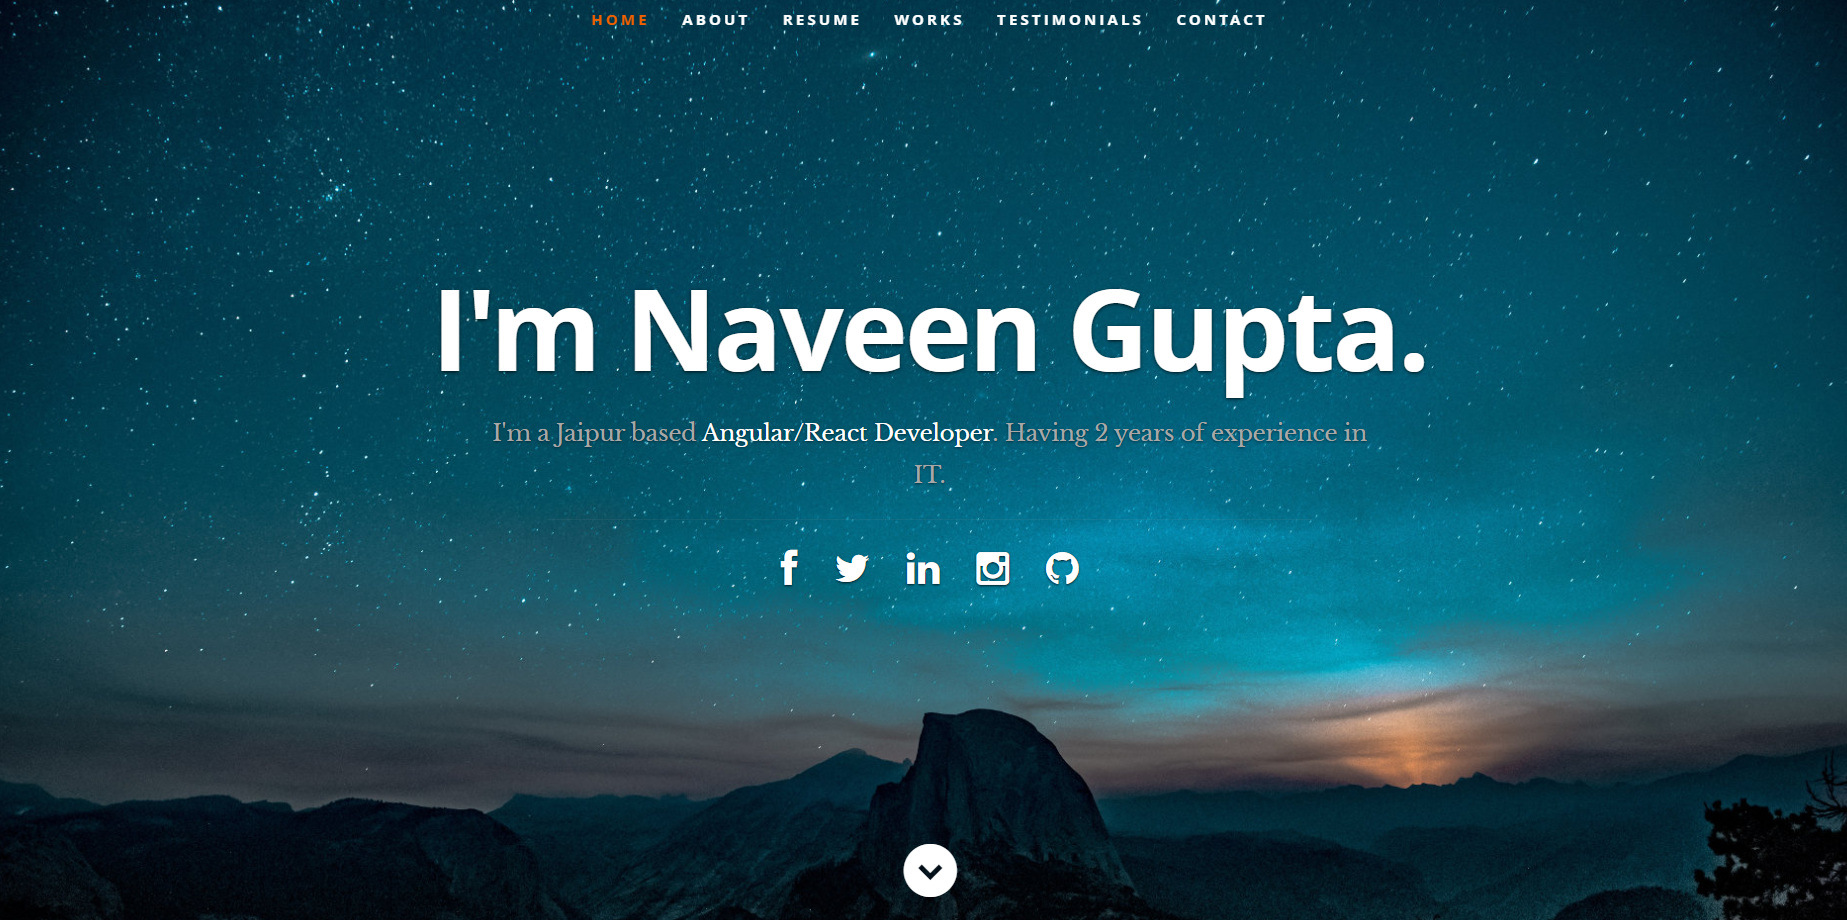 HOME ABOUT RESUME WORKS TESTIMONIALS CONTACT
I'm Naveen Gupta.
I'm a Jaipur based Angular/React Developer. Having 2 years of experience in
IT.